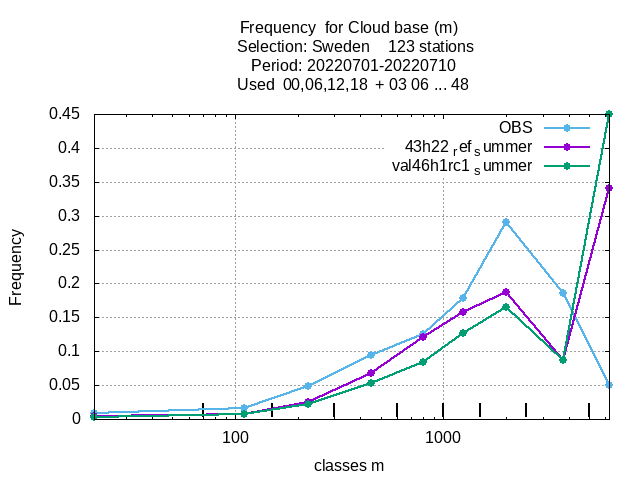 Frequency for Cloud base (m)
Selection: Sweden 123 stations
Period: 20220701-20220710
Used 00,06,12,18 + 03 06 ... 48
0.45
0.4
0.35
0.3
0.25
0.2
0.15
0.1
0.05
0
Frequency
OBS
43h22 ref summer
val46h1rc1 summer
100
1000
classes m